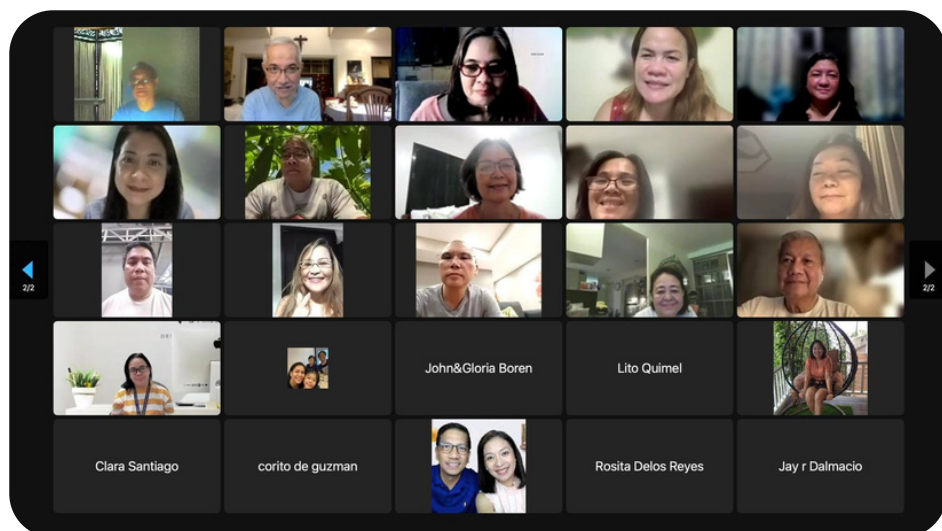 2/2
2/2
John&Gloria Boren
Lito Quimel
Clara Santiago
corito de guzman
Rosita Delos Reyes
Jay r Dalmacio